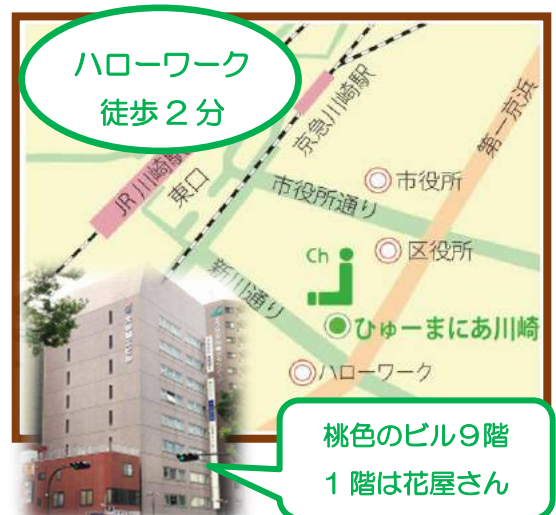 ハローワーク
徒歩２分
JR川崎駅
東口
京急川崎駅
第一京浜
市役所通り
市役所
区役所
新川通り
Ch
ひゅーまにあ川崎
ハローワーク
桃色のビル９階
１階は花屋さん